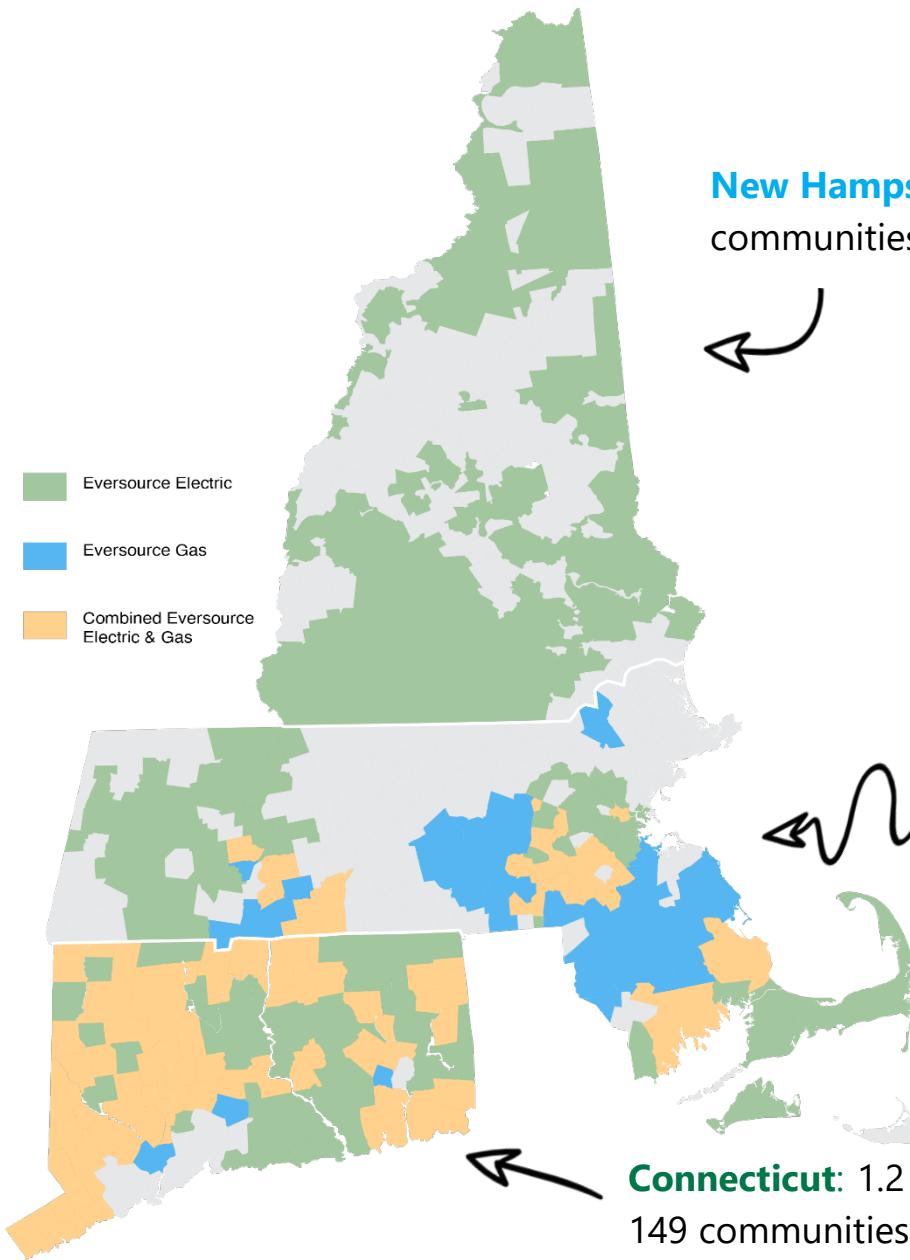 New Hamps
communities
Eversource Electric
Eversource Gas
Combined Eversource
Electric & Gas
Connecticut: 1.2
149 communities